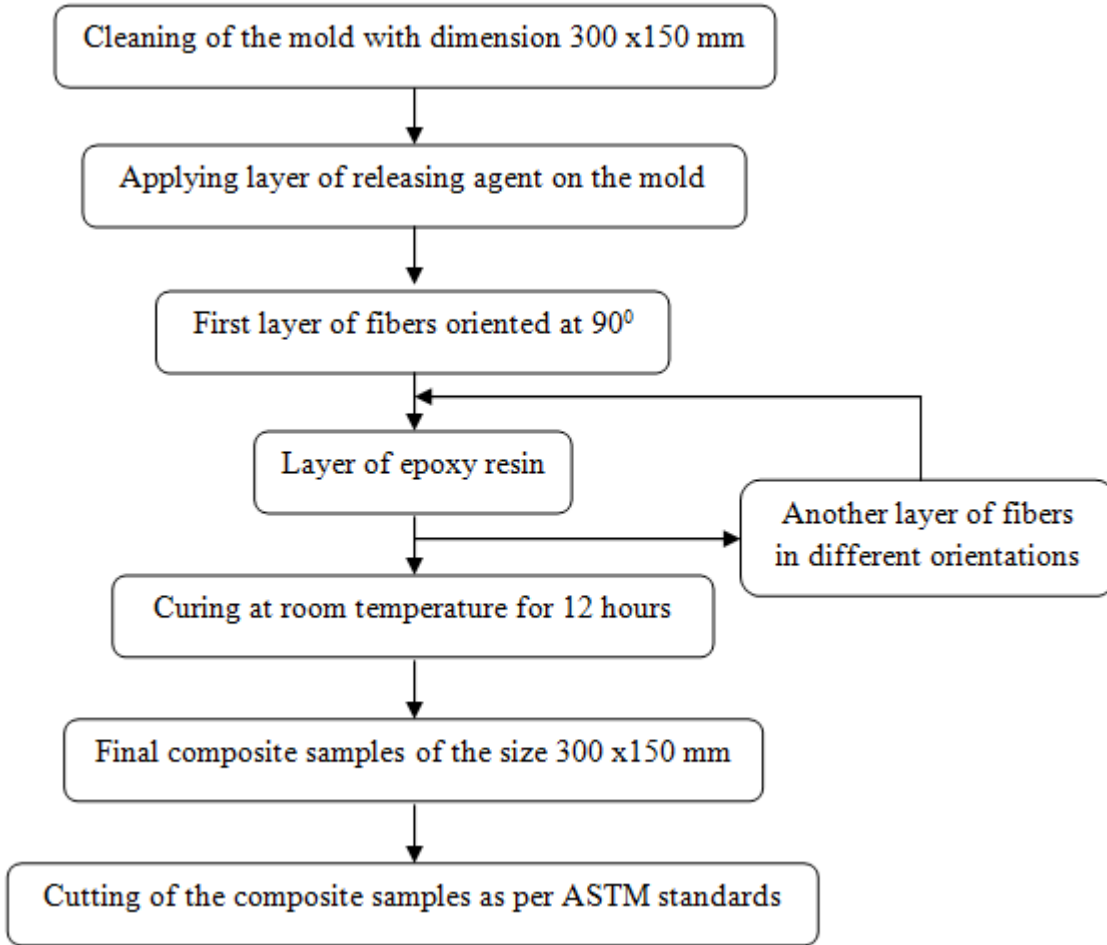 Cleaning of the mold with dimension 300 x150 mm
Applying layer of releasing agent on the mold
First layer of fibers oriented at 90⁰
Layer of epoxy resin
Another layer of fibers
in different orientations
Curing at room temperature for 12 hours
Final composite samples of the size 300 x150 mm
Cutting of the composite samples as per ASTM standards